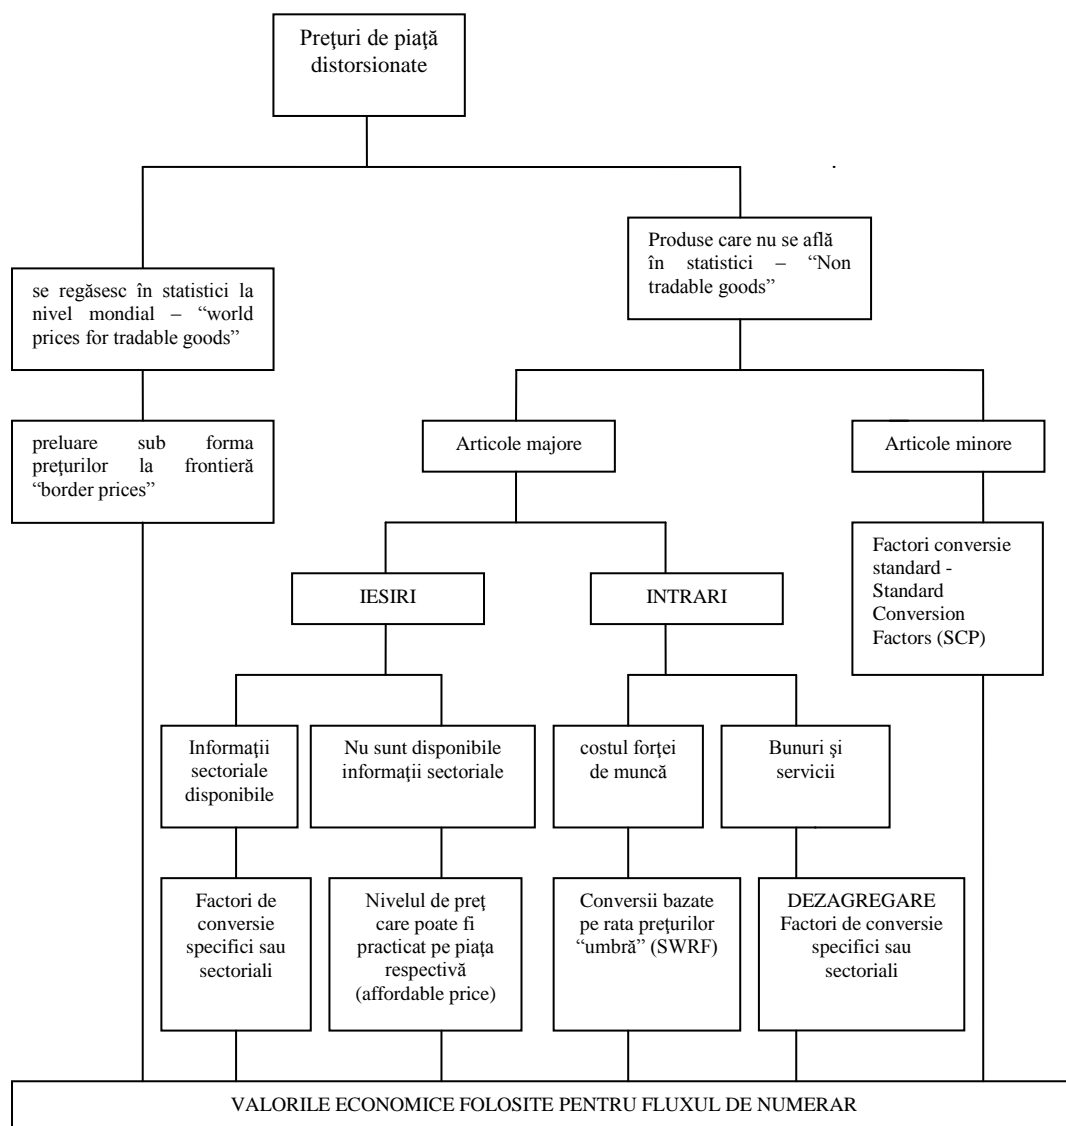 Preţuri de piaţă
distorsionate
Produse care nu se află
în statistici – “Non
tradable goods”
se regăsesc în statistici la
nivel mondial – “world
prices for tradable goods”
preluare sub forma
preţurilor la frontieră
“border prices”
Articole majore
Articole minore
Factori conversie
standard -
Standard
Conversion
Factors (SCP)
IESIRI
INTRARI
Informaţii
sectoriale
disponibile
Nu sunt disponibile
informaţii sectoriale
costul forţei
de muncă
Bunuri şi
servicii
Factori de
conversie
specifici sau
sectoriali
Nivelul de preţ
care poate fi
practicat pe piaţa
respectivă
(affordable price)
Conversii bazate
pe rata preţurilor
“umbră” (SWRF)
DEZAGREGARE
Factori de conversie
specifici sau
sectoriali
VALORILE ECONOMICE FOLOSITE PENTRU FLUXUL DE NUMERAR